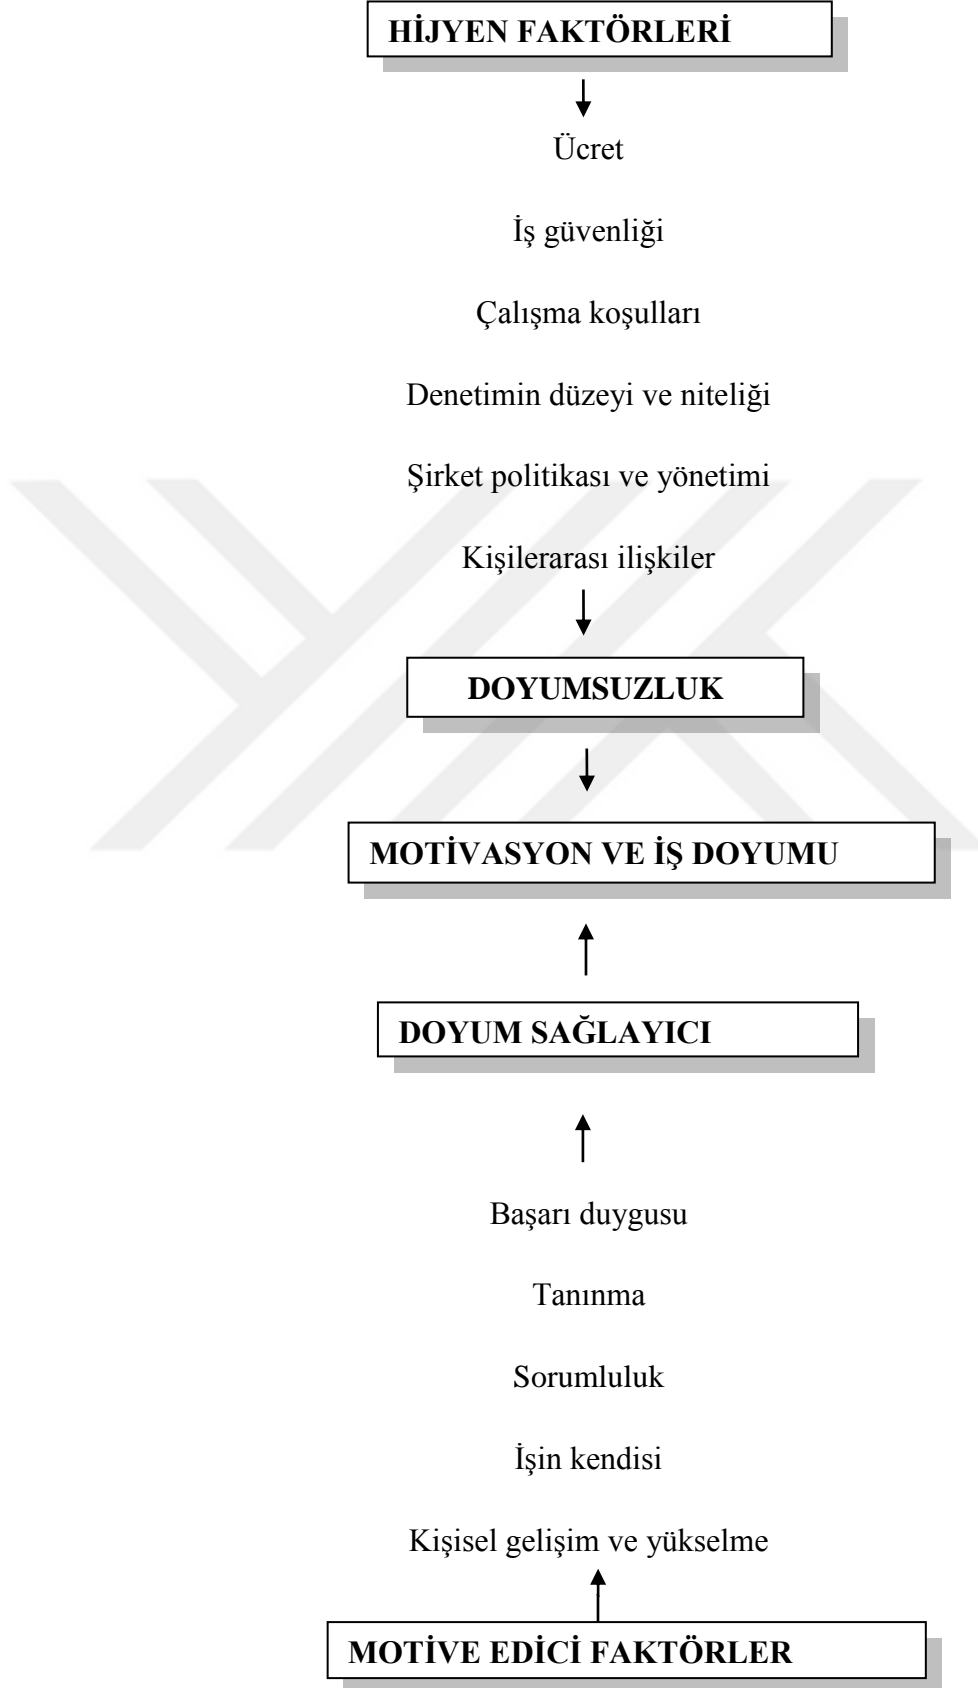 HİJYEN FAKTÖRLERİ
Ücret
İş güvenliği
Çalışma koşulları
Denetimin düzeyi ve niteliği
Şirket politikası ve yönetimi
Kişilerarası ilişkiler
DOYUMSUZLUK
MOTİVASYON VE İŞ DOYUMU
DOYUM SAĞLAYICI
Başarı duygusu
Tanınma
Sorumluluk
İşin kendisi
Kişisel gelişim ve yükselme
MOTİVE EDİCİ FAKTÖRLER